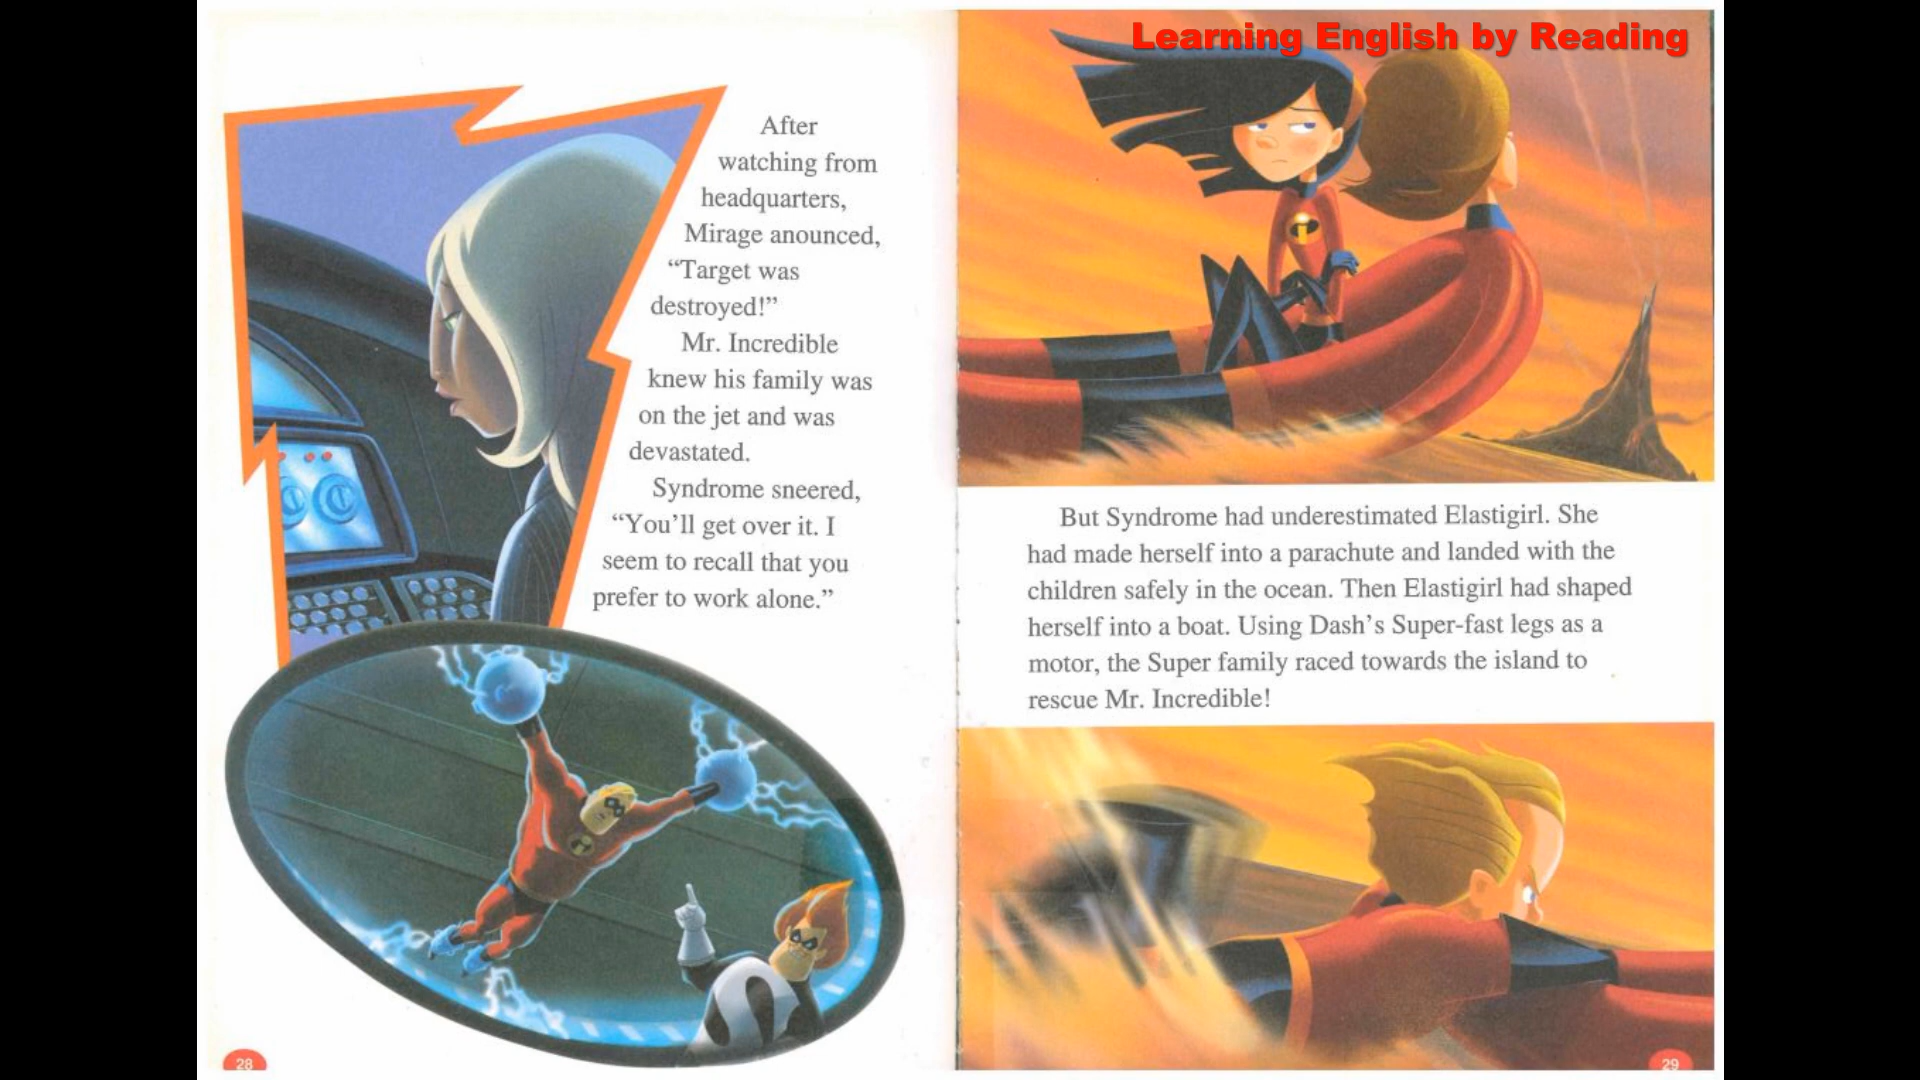 Learning English by Reading
After
watching from
headquarters,
Mirage anounced,
“Target was
destroyed!”
Mr. Incredible
knew his family was
on the jet and was
devastated.
Syndrome sneered,
“You’ll get over it. I
seem to recall that you
prefer to work alone.”
28
But Syndrome had underestimated Elastigirl. She
had made herself into a parachute and landed with the
children safely in the ocean. Then Elastigirl had shaped
herself into a boat. Using Dash’s Super-fast legs as a
motor, the Super family raced towards the island to
rescue Mr. Incredible!
29